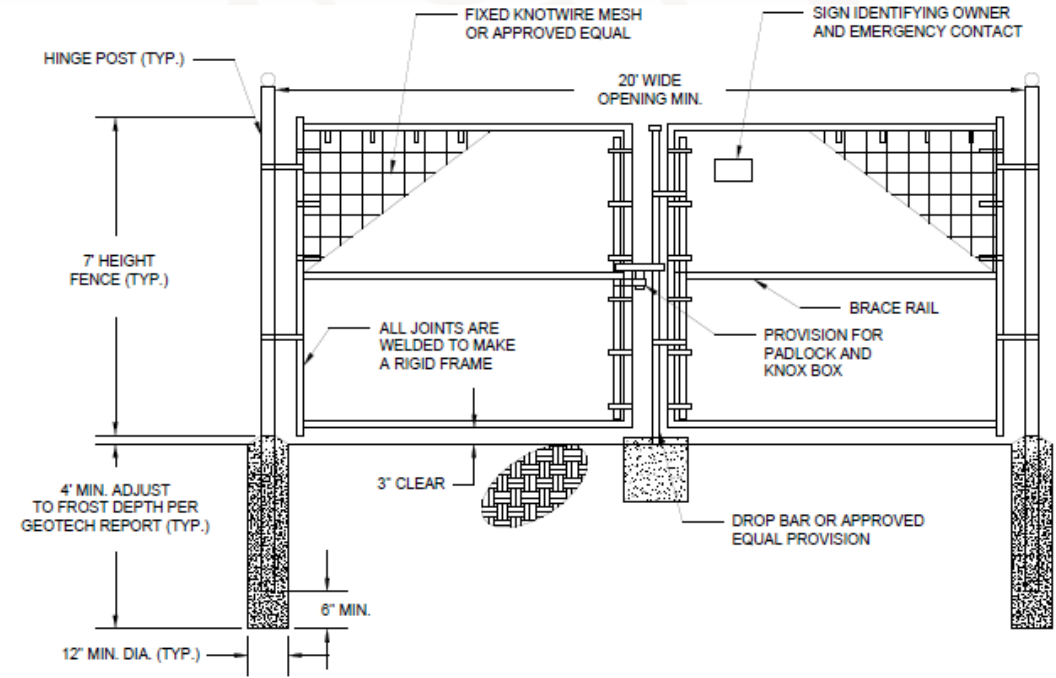 FIXED KNOTWIRE MESH
OR APPROVED EQUAL
SIGN IDENTIFYING OWNER
AND EMERGENCY CONTACT
HINGE POST (TYP.)
20' WIDE
OPENING MIN.
7' HEIGHT
FENCE (TYP.)
ALL JOINTS ARE
WELDED TO MAKE
A RIGID FRAME
BRACE RAIL
PROVISION FOR
PADLOCK AND
KNOX BOX
4' MIN. ADJUST
TO FROST DEPTH PER
GEOTECH REPORT (TYP.)
3" CLEAR
DROP BAR OR APPROVED
EQUAL PROVISION
6" MIN.
12" MIN. DIA. (TYP.)